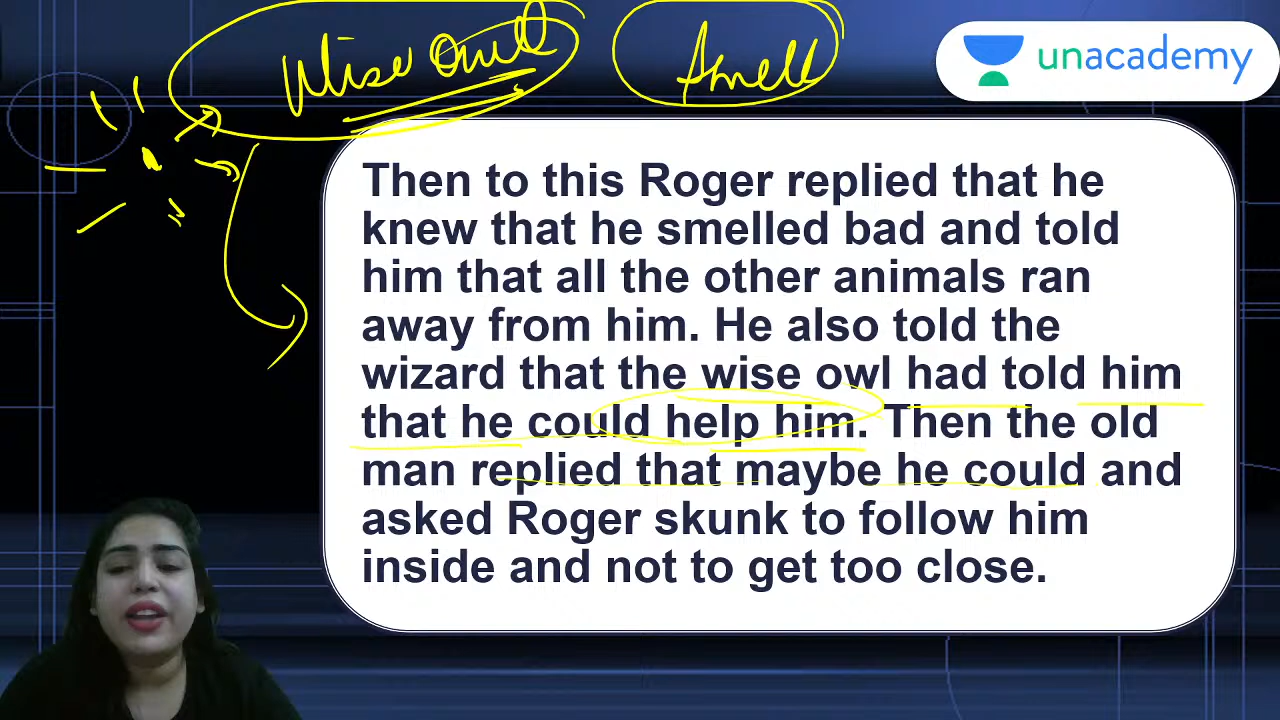 Wise Owl
Smell
unacademy
Then to this Roger replied that he
knew that he smelled bad and told
him that all the other animals ran
away from him. He also told the
wizard that the wise owl had told him
that he could help him. Then the old
man replied that maybe he could and
asked Roger skunk to follow him
inside and not to get too close.